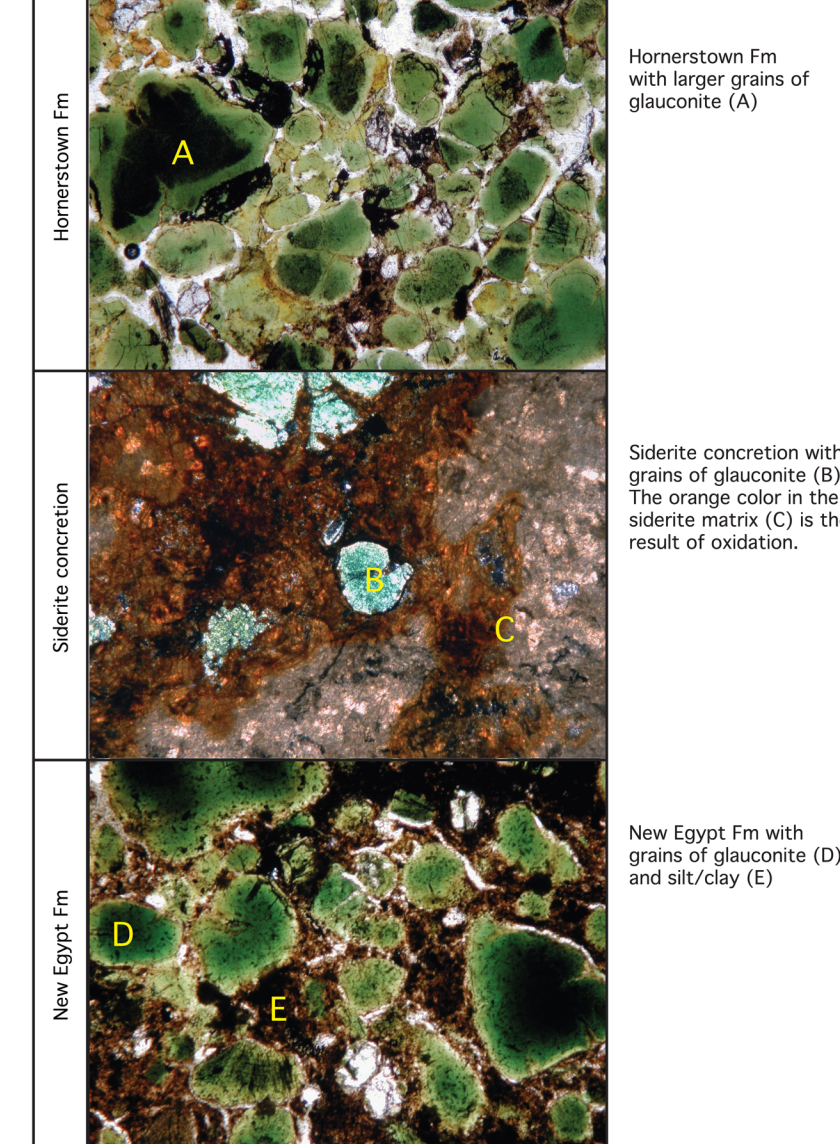 Hornerstown Fm
A
Hornerstown Fm
with larger grains of
glauconite (A)
Siderite concretion
B
C
Siderite concretion with
grains of glauconite (B)
The orange color in the
siderite matrix (C) is th
result of oxidation.
New Egypt Fm
D
E
New Egypt Fm with
grains of glauconite (D)
and silt/clay (E)